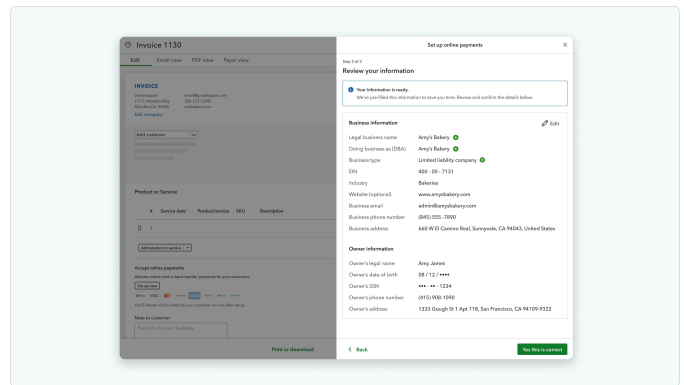 Invoice 1130
Edit Email view PDF view Payor view
INVOICE
Edit company
Add customer
Product or Service
# Service date Product/service SKU Description
1
Add product or service
Accept online payments
Set up now
Note to customer
Thank you for your business
Print or download
Set up online payments
Step 2 of 3
Review your information
Your information is ready.
We've pre-filled this information to save you time. Review and confirm the details below.
Business information Edit
Legal business name Amy's Bakery
Doing business as (DBA) Amy's Bakery
Business type Limited liability company
EIN 400 - 00 - 7131
Industry Bakeries
Website (optional) www.amysbakery.com
Business email admin@amysbakery.com
Business phone number (845) 555 -7890
Business address 660 W El Camino Real, Sunnyvale, CA 94043, United States
Owner information
Owner's legal name Amy James
Owner's date of birth 08 / 12 / ••••
Owner's SSN ••• - •• - 1234
Owner's phone number (415) 908-1090
Owner's address 1333 Gough St 1 Apt 11B, San Francisco, CA 94109-9322
Back
Yes this is correct